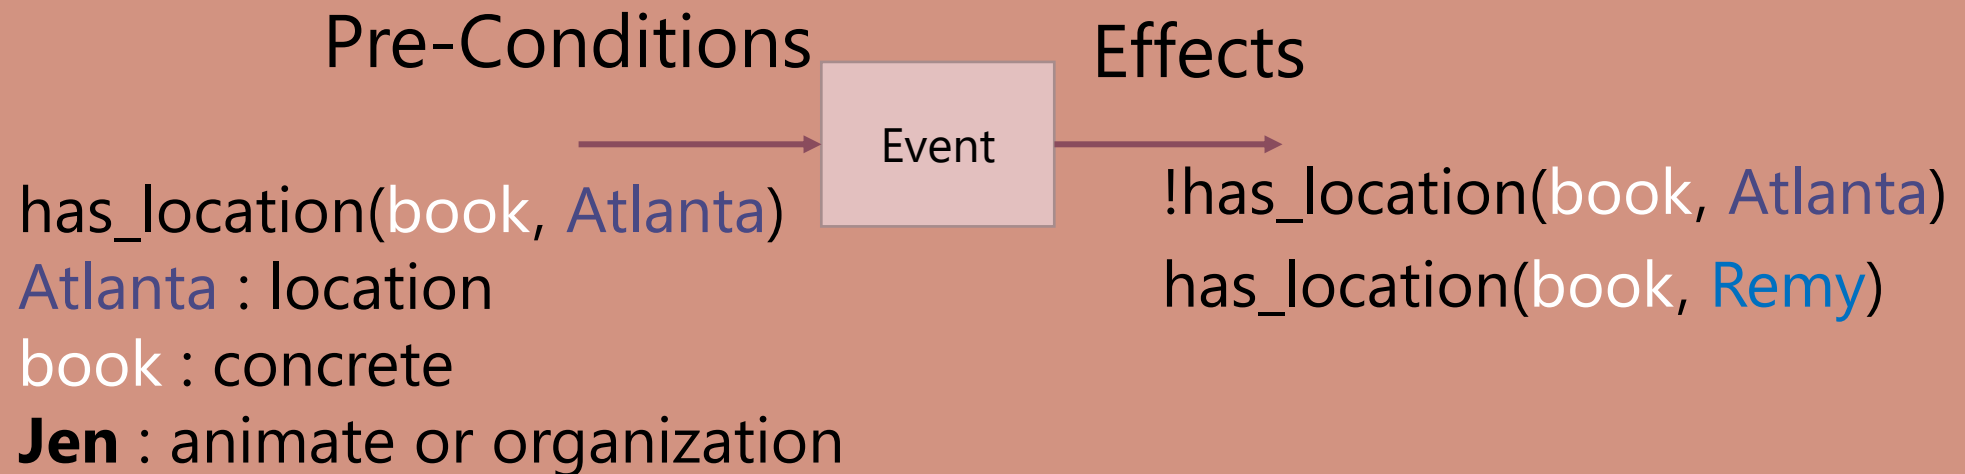 Pre-Conditions
Event
Effects
has_location(book, Atlanta)
Atlanta : location
book : concrete
Jen : animate or organization
!has_location(book, Atlanta)
has_location(book, Remy)